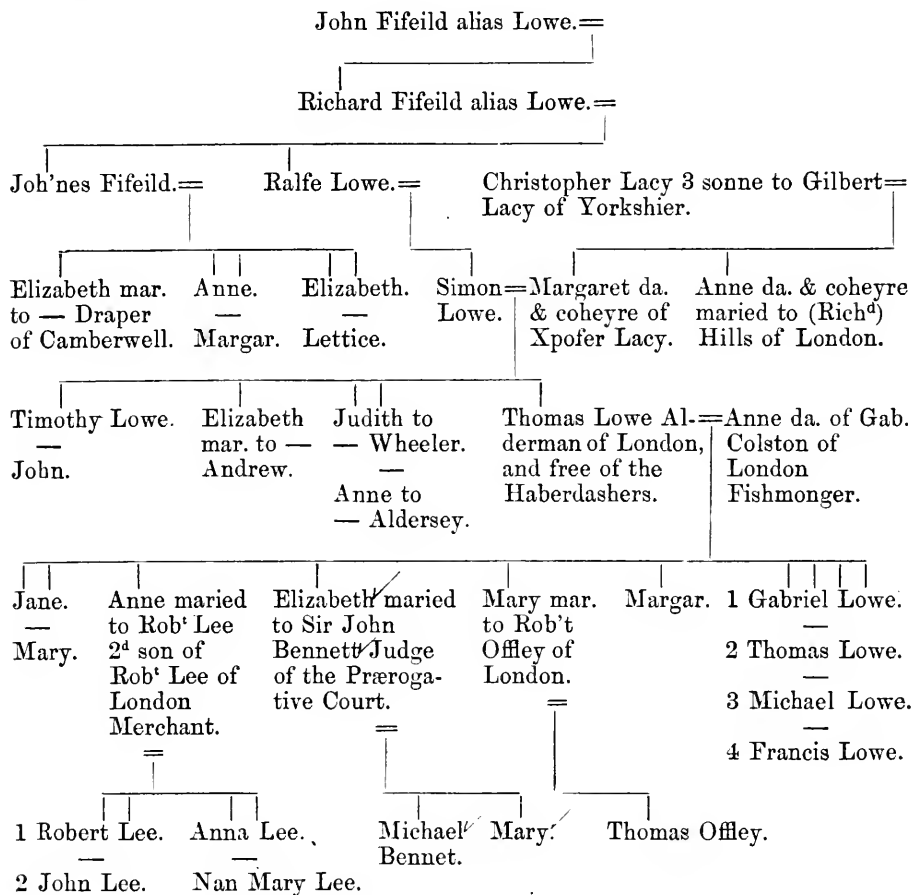 John Fifeild alias Lowe.=
Richard Fifeild alias Lowe.=
Joh'nes Fifeild.=
Ralfe Lowe.=
Christopher Lacy 3 sonne to Gilbert=
Lacy of Yorkshier.
Elizabeth mar.
to — Draper
of Camberwell.
Anne.
—
Margar.
Elizabeth.
—
Lettice.
Simon=
Lowe.
Margaret da.
& coheyre of
Xpofer Lacy.
Anne da. & coheyre
maried to (Richᵈ)
Hills of London.
Timothy Lowe.
—
John.
Elizabeth
mar. to —
Andrew.
Judith to
— Wheeler.
—
Anne to
— Aldersey.
Thomas Lowe Al-=
derman of London,
and free of the
Haberdashers.
Anne da. of Gab.
Colston of
London
Fishmonger.
Jane.
—
Mary.
Anne maried
to Robᵗ Lee
2ᵈ son of
Robᵗ Lee of
London
Merchant.
=
Elizabeth maried
to Sir John
Bennett Judge
of the Præroga-
tive Court.
=
Mary mar.
to Rob't
Offley of
London.
=
Margar.
1 Gabriel Lowe.
—
2 Thomas Lowe.
—
3 Michael Lowe.
—
4 Francis Lowe.
1 Robert Lee.
—
2 John Lee.
Anna Lee.
—
Nan Mary Lee.
Michael
Bennet.
Mary.
Thomas Offley.